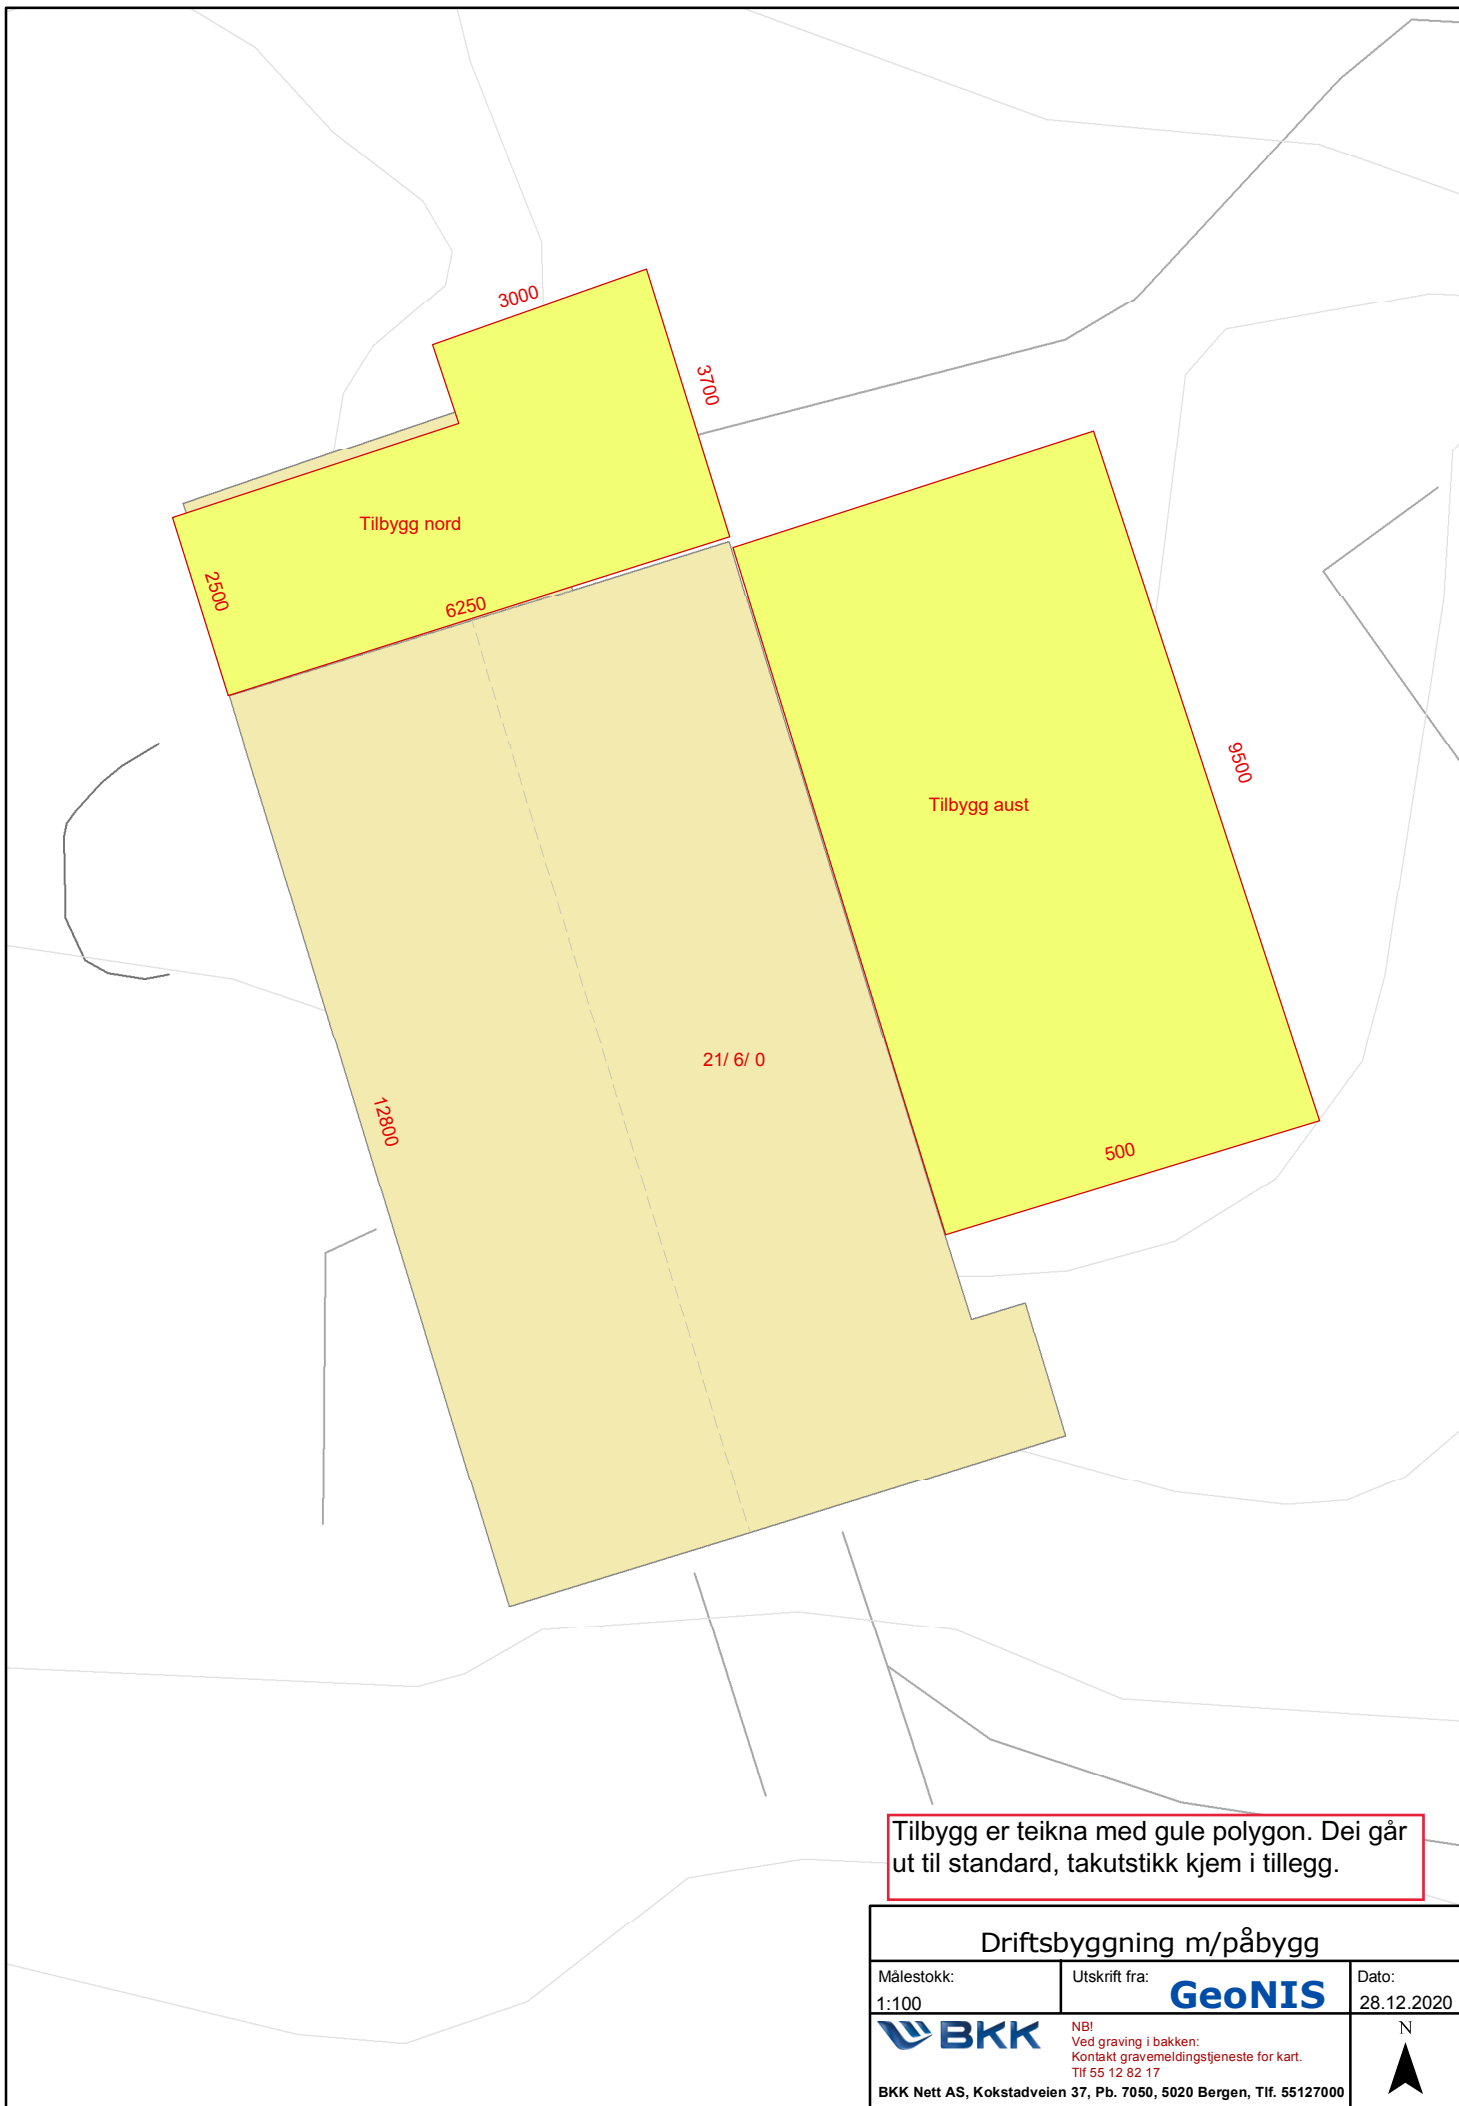 3000
3700
Tilbygg nord
2500
6250
9500
Tilbygg aust
21/ 6/ 0
12800
500
Tilbygg er teikna med gule polygon. Dei går
ut til standard, takutstikk kjem i tillegg.
Driftsbyggning m/påbygg
Målestokk:
1:100
Utskrift fra:
GeoNIS
Dato:
28.12.2020
BKK
NB!
Ved graving i bakken:
Kontakt gravemeldingstjeneste for kart.
Tlf 55 12 82 17
N
BKK Nett AS, Kokstadveien 37, Pb. 7050, 5020 Bergen, Tlf. 55127000